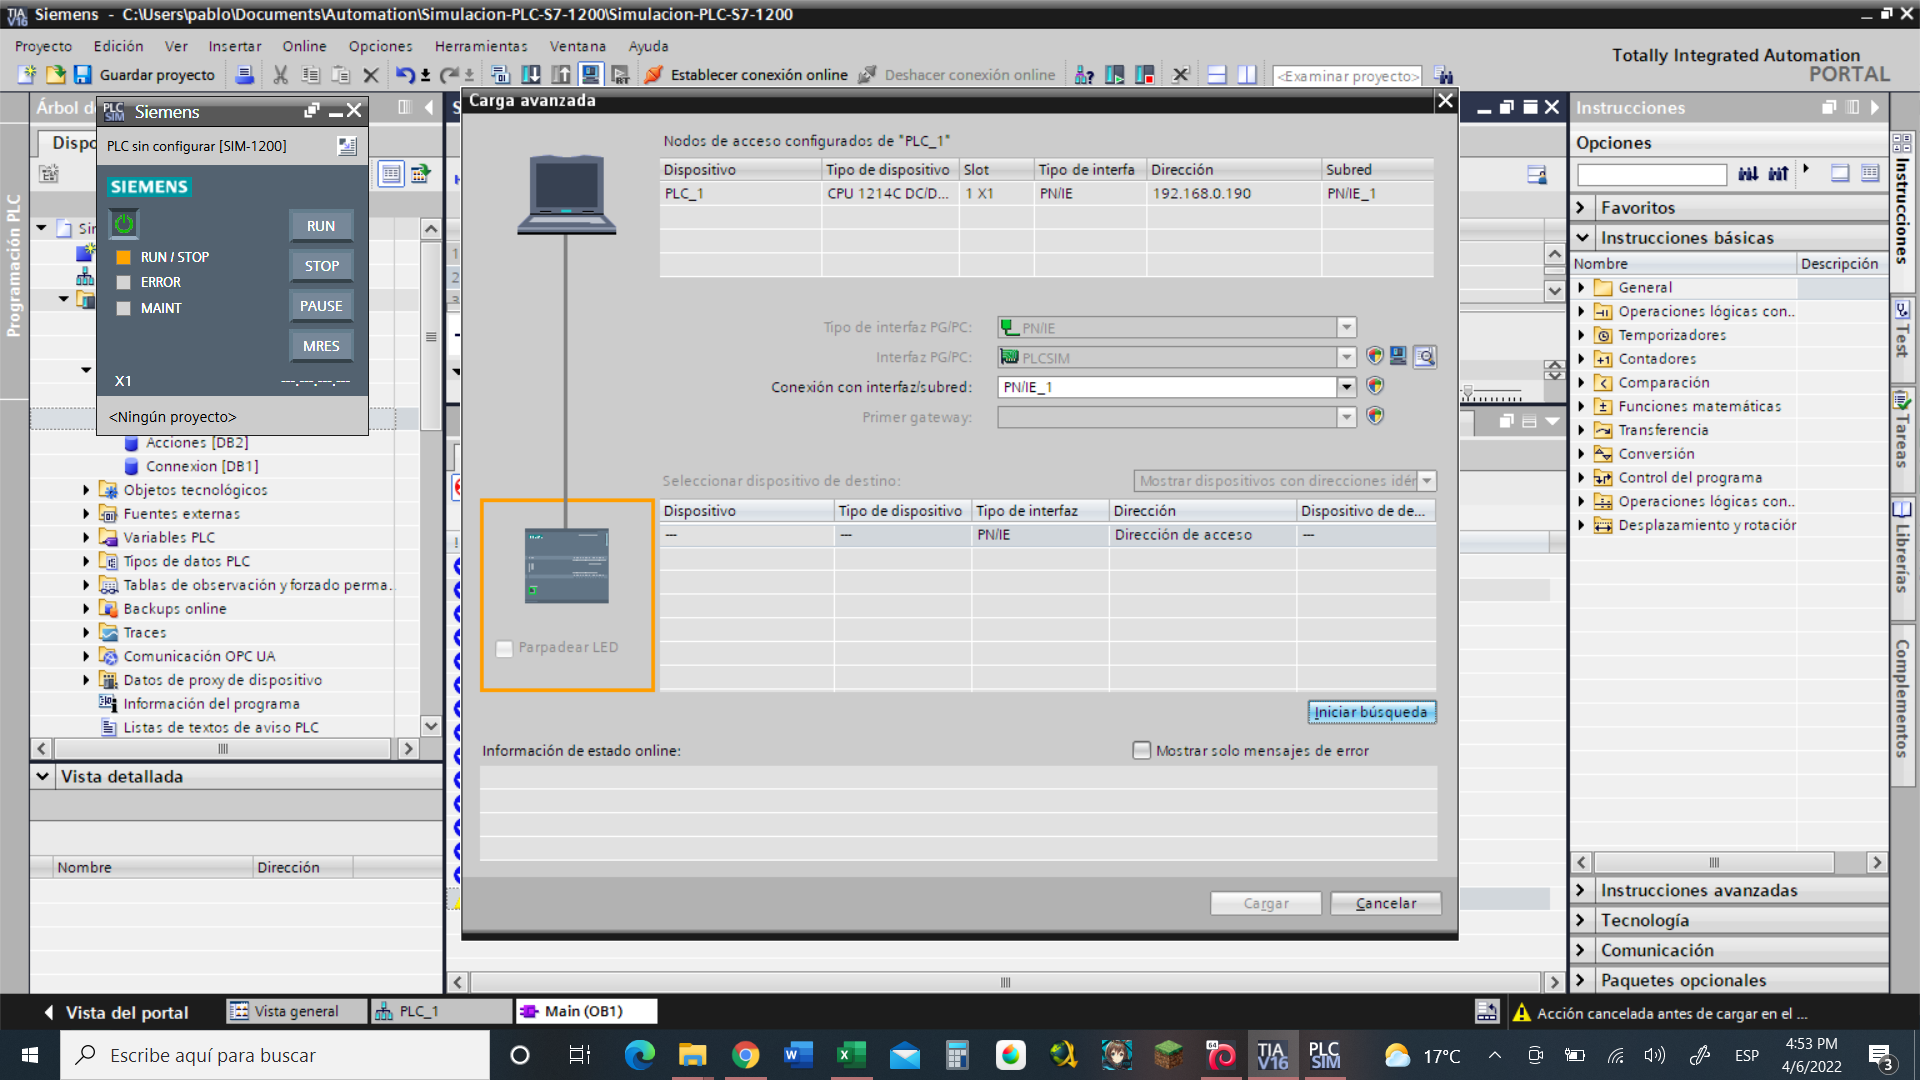 Siemens - C:\Users\pablo\Documents\Automation\Simulacion-PLC-S7-1200\Simulacion-PLC-S7-1200
Proyecto Edición Ver Insertar Online Opciones Herramientas Ventana Ayuda
Totally Integrated Automation
PORTAL
Guardar proyecto
Establecer conexión online
Deshacer conexión online
<Examinar proyecto>
Programación PLC
Árbol d
Dispo
PLC SIM
Siemens
PLC sin configurar [SIM-1200]
SIEMENS
RUN
RUN / STOP
STOP
ERROR
PAUSE
MAINT
MRES
X1
---.---.---.---
<Ningún proyecto>
Acciones [DB2]
Connexion [DB1]
Objetos tecnológicos
Fuentes externas
Variables PLC
Tipos de datos PLC
Tablas de observación y forzado perma..
Backups online
Traces
Comunicación OPC UA
Datos de proxy de dispositivo
Información del programa
Listas de textos de aviso PLC
Vista detallada
Nombre Dirección
Carga avanzada
Nodos de acceso configurados de "PLC_1"
Dispositivo Tipo de dispositivo Slot Tipo de interfa Dirección Subred
PLC_1 CPU 1214C DC/D... 1 X1 PN/IE 192.168.0.190 PN/IE_1
Tipo de interfaz PG/PC: PN/IE
Interfaz PG/PC: PLCSIM
Conexión con interfaz/subred: PN/IE_1
Primer gateway:
Seleccionar dispositivo de destino: Mostrar dispositivos con direcciones idér
Dispositivo Tipo de dispositivo Tipo de interfaz Dirección Dispositivo de de...
--- --- PN/IE Dirección de acceso ---
Parpadear LED
Iniciar búsqueda
Información de estado online:
Mostrar solo mensajes de error
Cargar Cancelar
Instrucciones
Opciones
Favoritos
Instrucciones básicas
Nombre Descripción
General
Operaciones lógicas con..
Temporizadores
Contadores
Comparación
Funciones matemáticas
Transferencia
Conversión
Control del programa
Operaciones lógicas con..
Desplazamiento y rotación
Instrucciones avanzadas
Tecnología
Comunicación
Paquetes opcionales
Instrucciones
Test
Tareas
Librerías
Complementos
Vista del portal
Vista general
PLC_1
Main (OB1)
Acción cancelada antes de cargar en el ...
Escribe aquí para buscar
64
TIA V16
PLC SIM
17°C
ESP
4:53 PM
4/6/2022
3